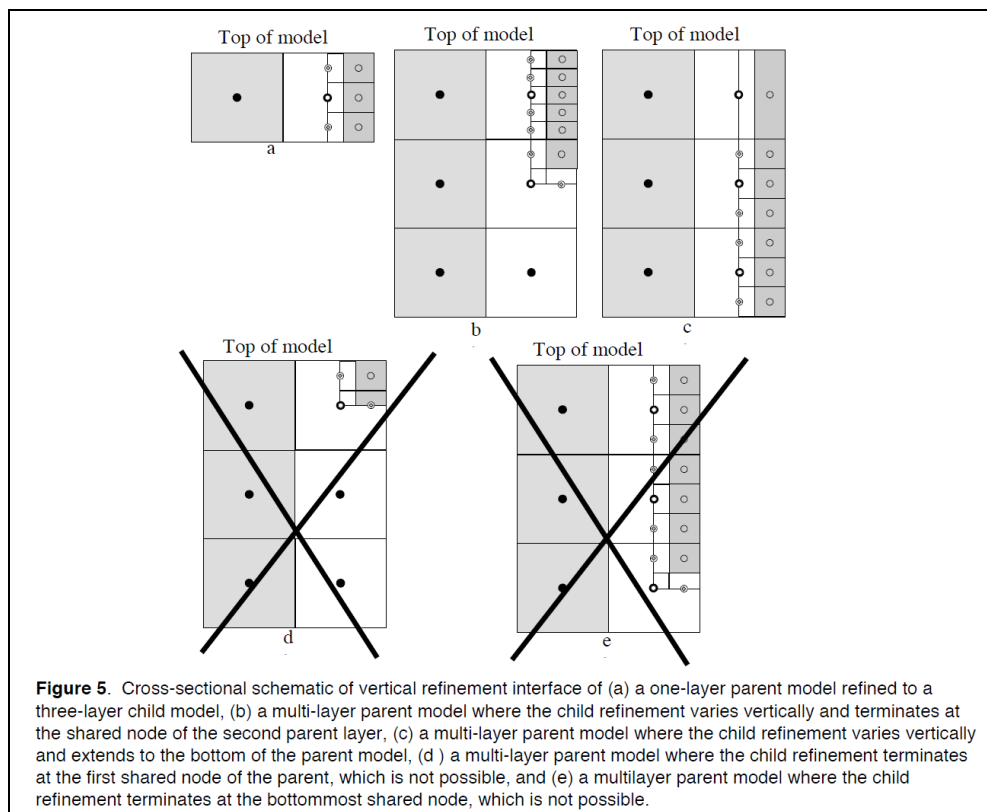 Top of model
Top of model
Top of model
a
b
c
Top of model
Top of model
d
e
Figure 5. Cross-sectional schematic of vertical refinement interface of (a) a one-layer parent model refined to a
three-layer child model, (b) a multi-layer parent model where the child refinement varies vertically and terminates at
the shared node of the second parent layer, (c) a multi-layer parent model where the child refinement varies vertically
and extends to the bottom of the parent model, (d ) a multi-layer parent model where the child refinement terminates
at the first shared node of the parent, which is not possible, and (e) a multilayer parent model where the child
refinement terminates at the bottommost shared node, which is not possible.